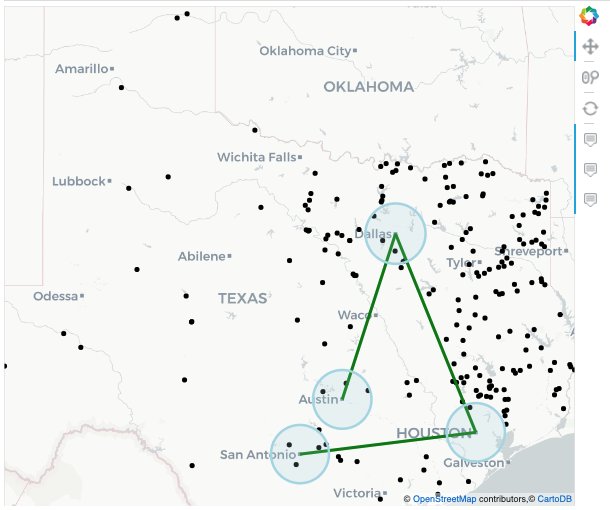 Oklahoma City
Amarillo
OKLAHOMA
Wichita Falls
Lubbock
Dallas
Shreveport
Abilene
Tyler
Odessa
TEXAS
Waco
Austin
HOUSTON
San Antonio
Galveston
Victoria
© OpenStreetMap contributors,© CartoDB